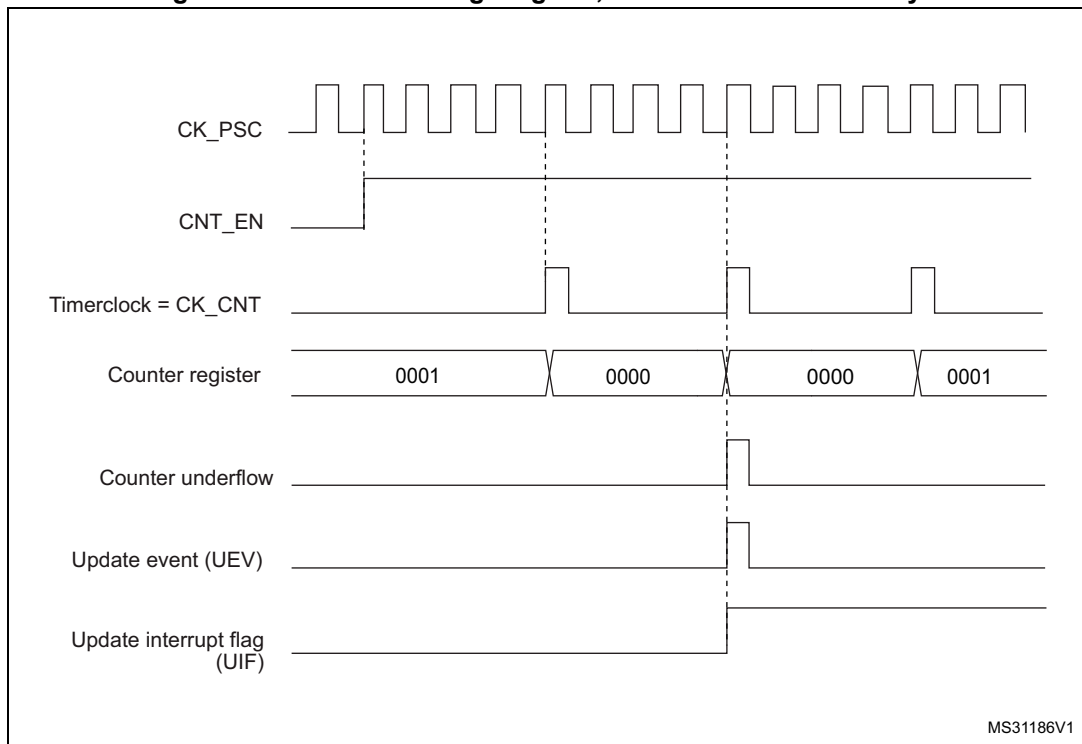 CK_PSC
CNT_EN
Timerclock = CK_CNT
Counter register
0001
0000
0000
0001
Counter underflow
Update event (UEV)
Update interrupt flag
(UIF)
MS31186V1